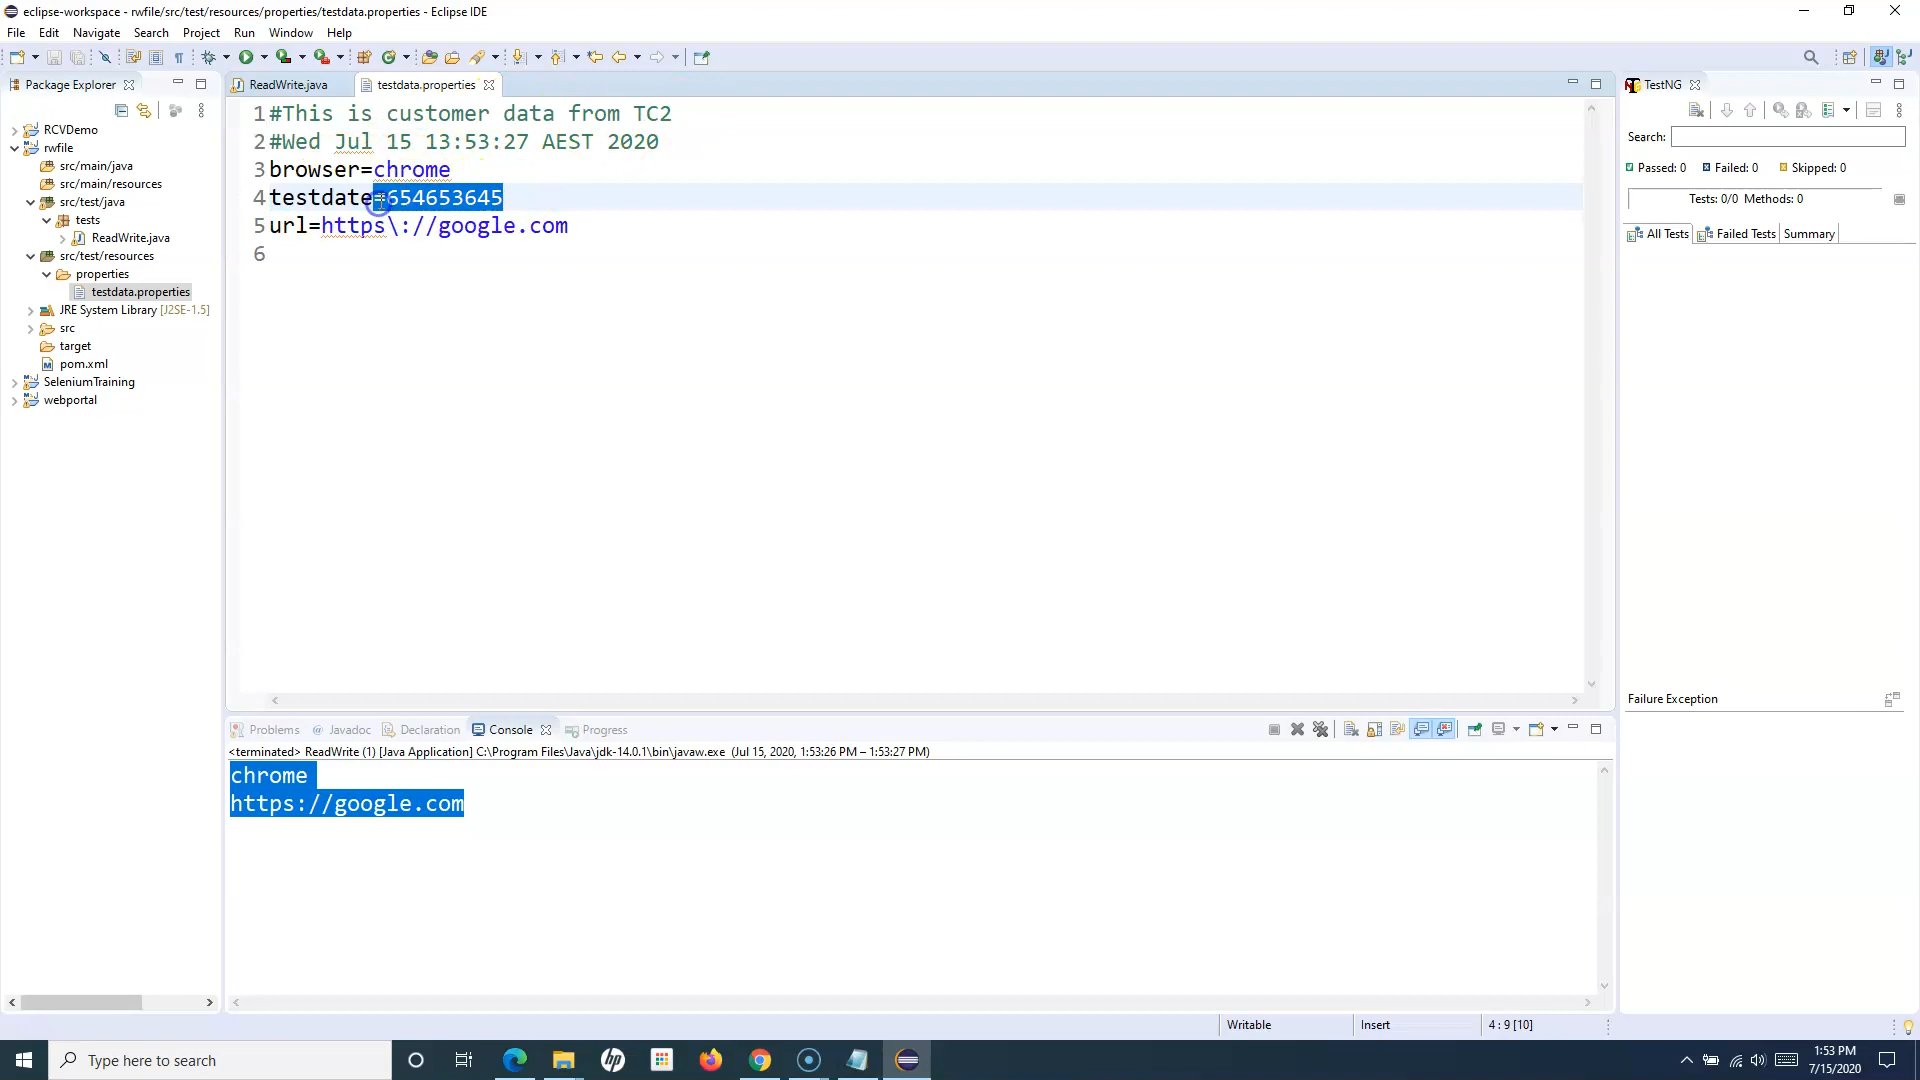 eclipse-workspace - rwfile/src/test/resources/properties/testdata.properties - Eclipse IDE
File Edit Navigate Search Project Run Window Help
Package Explorer
RCVDemo
rwfile
src/main/java
src/main/resources
src/test/java
tests
ReadWrite.java
src/test/resources
properties
testdata.properties
JRE System Library [J2SE-1.5]
src
target
pom.xml
SeleniumTraining
webportal
ReadWrite.java
testdata.properties
1 #This is customer data from TC2
2 #Wed Jul 15 13:53:27 AEST 2020
3 browser=chrome
4 testdate=654653645
5 url=https\://google.com
6
TestNG
Search:
Passed: 0 Failed: 0 Skipped: 0
Tests: 0/0 Methods: 0
All Tests Failed Tests Summary
Failure Exception
Problems Javadoc Declaration Console Progress
<terminated> ReadWrite (1) [Java Application] C:\Program Files\Java\jdk-14.0.1\bin\javaw.exe (Jul 15, 2020, 1:53:26 PM – 1:53:27 PM)
chrome
https://google.com
Writable Insert 4 : 9 [10]
Type here to search
1:53 PM
7/15/2020